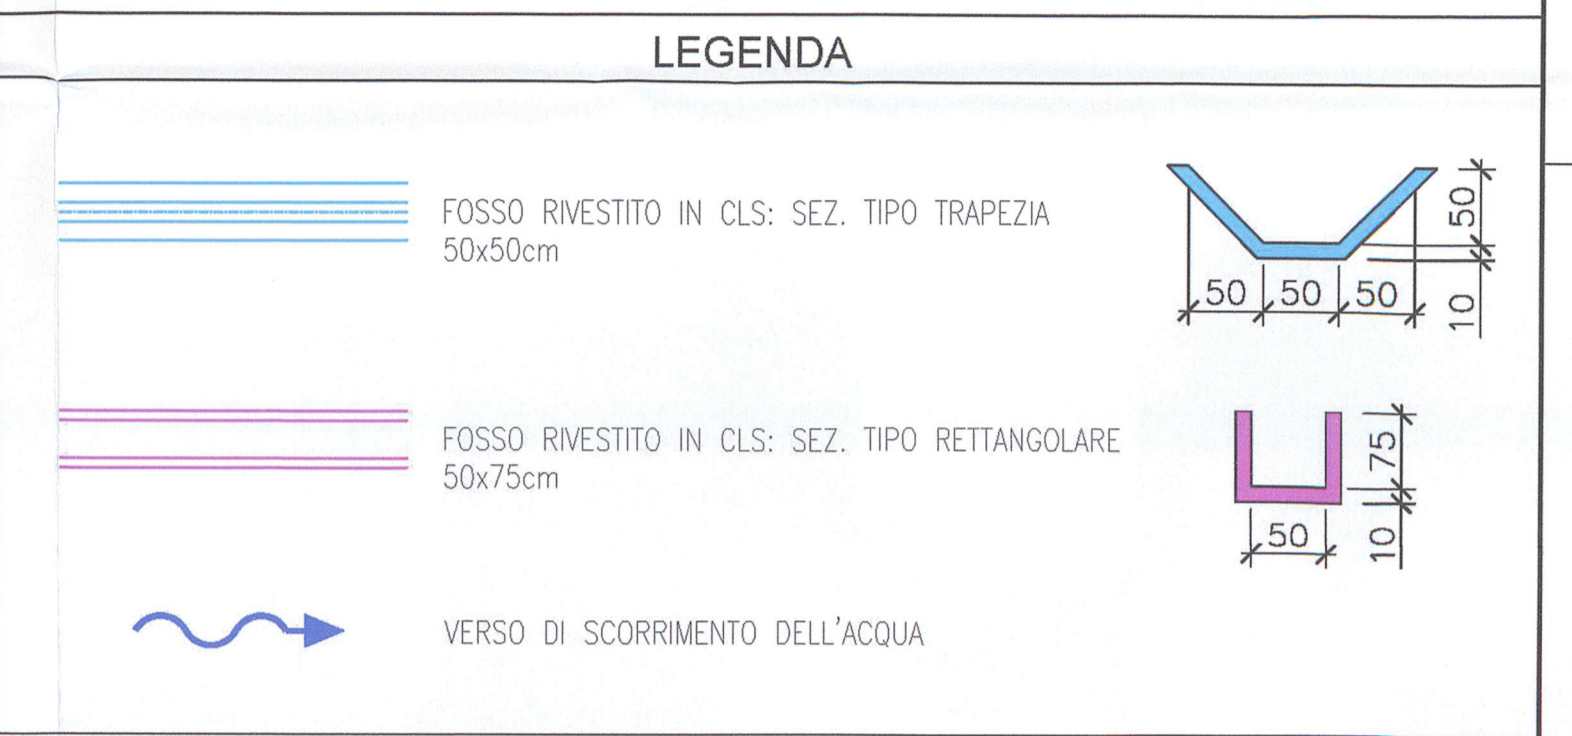 LEGENDA
FOSSO RIVESTITO IN CLS: SEZ. TIPO TRAPEZIA
50x50cm
50
50 50 50
10
FOSSO RIVESTITO IN CLS: SEZ. TIPO RETTANGOLARE
50x75cm
75
50
10
VERSO DI SCORRIMENTO DELL'ACQUA